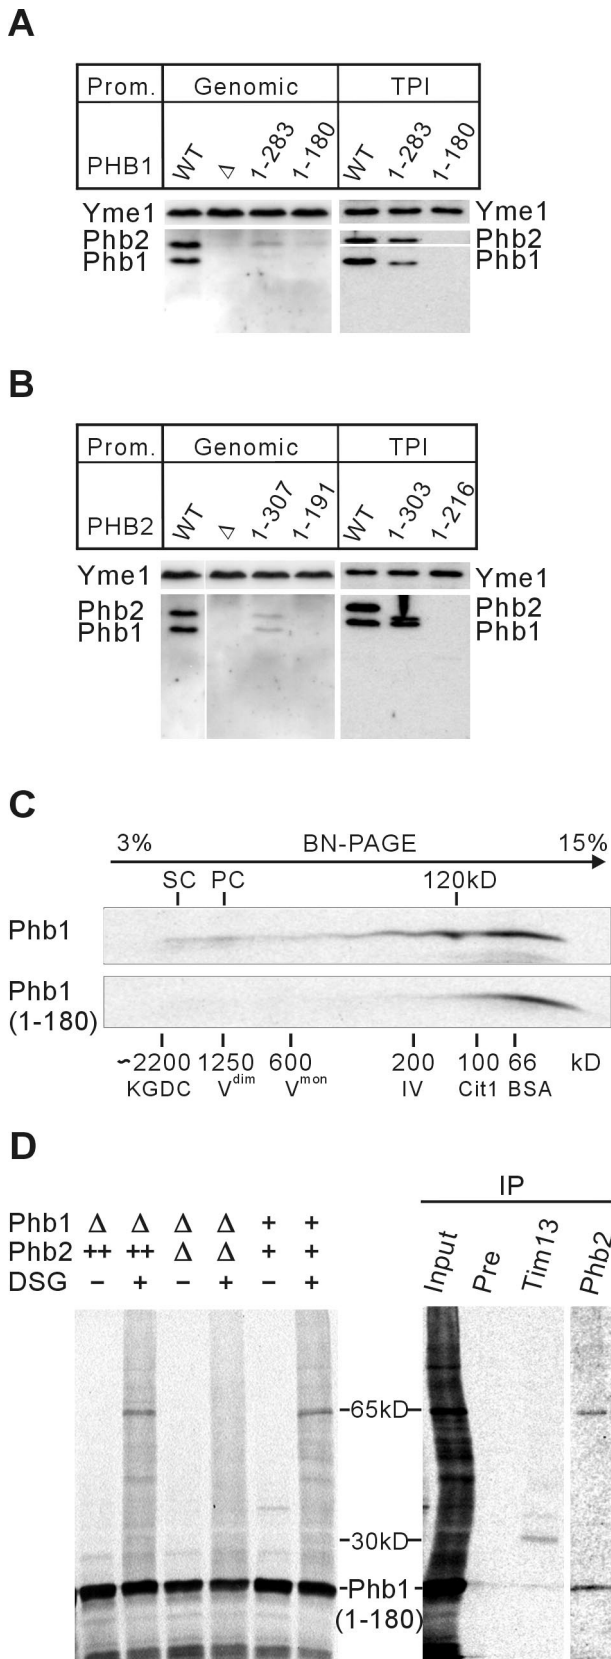 A
Prom. Genomic TPI
PHB1 WT Δ 1-283 1-180 WT 1-283 1-180
Yme1 Yme1
Phb2 Phb2
Phb1 Phb1
B
Prom. Genomic TPI
PHB2 WT Δ 1-307 1-191 WT 1-303 1-216
Yme1 Yme1
Phb2 Phb2
Phb1 Phb1
C
3% BN-PAGE 15%
SC PC 120kD
Phb1
Phb1
(1-180)
~2200 1250 600 200 100 66 kD
KGDC Vdim Vmon IV Cit1 BSA
D
IP
Phb1 Δ Δ Δ Δ + + Input Pre Tim13 Phb2
Phb2 ++ ++ Δ Δ + +
DSG - + - + - +
-65kD-
-30kD-
-Phb1
(1-180)